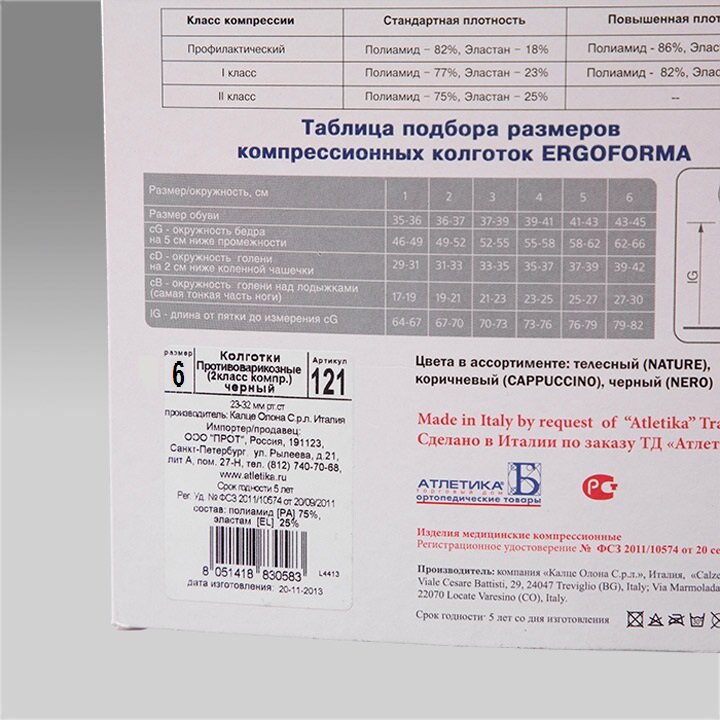 Класс компрессии Стандартная плотность Повышенная
Профилактический Полиамид – 82%, Эластан – 18% Полиамид - 86%,
I класс Полиамид – 77%, Эластан – 23% Полиамид - 82%,
II класс Полиамид – 75%, Эластан – 25% --
Таблица подбора размеров
компрессионных колготок ERGOFORMA
Размер/окружность, см 1 2 3 4 5 6
Размер обуви 35-36 36-37 37-39 39-41 41-43 43-45
cG - окружность бедра
на 5 см ниже промежности 46-49 49-52 52-55 55-58 58-62 62-66
cD - окружность голени
на 2 см ниже коленной чашечки 29-31 31-33 33-35 35-37 37-39 39-42
cB - окружность голени над лодыжками
(самая тонкая часть ноги) 17-19 19-21 21-23 23-25 25-27 27-30
IG - длина от пятки до измерения cG 64-67 67-70 70-73 73-76 76-79 79-82
IG
размер
6
Колготки
Противоварикозные
(2класс компр.)
черный
Артикул
121
23-32 мм рт.ст
производитель: Калце Олона С.р.л. Италия
Импортер/продавец:
ООО "ПРОТ", Россия, 191123,
Санкт-Петербург ул. Рылеева, д.21,
лит А, пом. 27-Н, тел. (812) 740-70-68,
www.atletika.ru
Срок годности 5 лет
Рег. Уд. № ФСЗ 2011/10574 от 20/09/2011
состав: полиамид [PA] 75%,
эластам [EL] 25%
8 051418 830583
L4413
дата изготовления: 20-11-2013
Цвета в ассортименте: телесный (NATURE),
коричневый (CAPPUCCINO), черный (NERO)
Made in Italy by request of “Atletika”
Сделано в Италии по заказу ТД
АТЛЕТИКА Б
торговый дом
ортопедические товары
Изделия медицинские компрессионные
Регистрационное удостоверение № ФСЗ 2011/10574 от 20
Производитель: компания «Калце Олона С.р.л.», Италия,
Viale Cesare Battisti, 29, 24047 Treviglio (BG), Italy; Via Marmolada
22070 Locate Varesino (CO), Italy.
Срок годности: 5 лет со дня изготовления